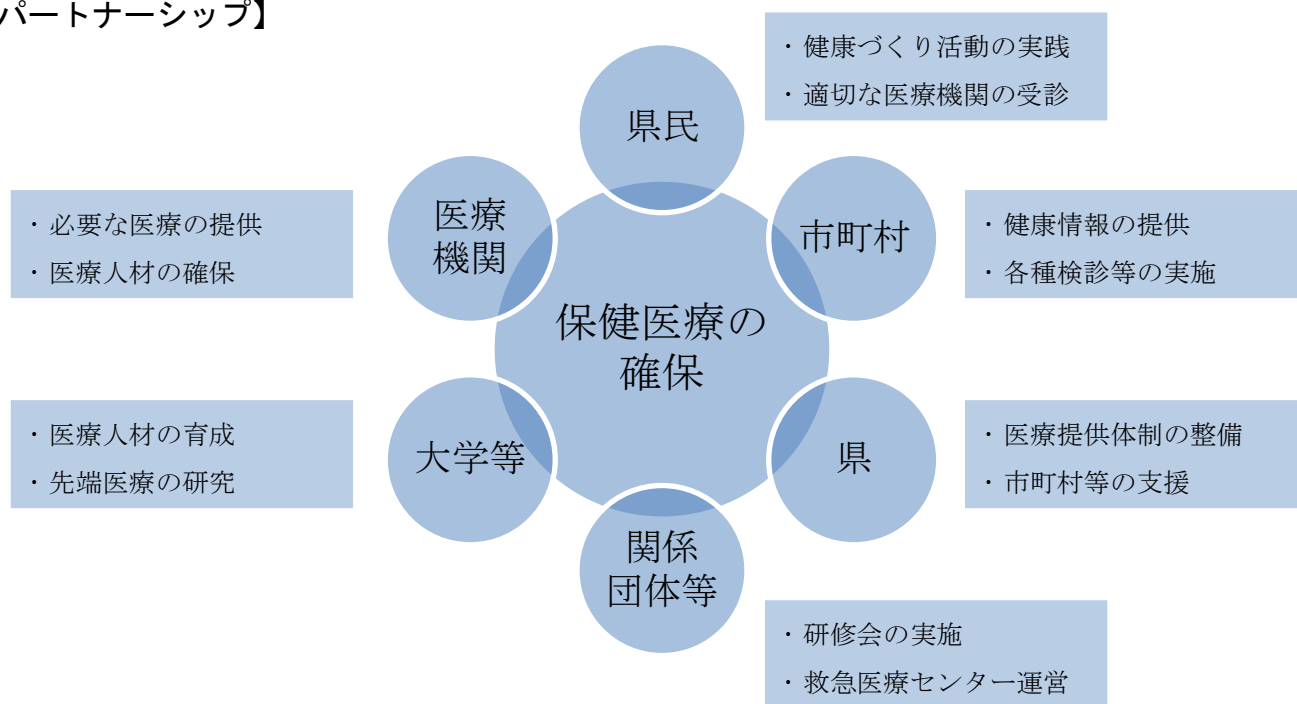 パートナーシップ】
県民
・健康づくり活動の実践
・適切な医療機関の受診
医療
機関
・必要な医療の提供
・医療人材の確保
市町村
・健康情報の提供
・各種検診等の実施
保健医療の
確保
大学等
・医療人材の育成
・先端医療の研究
県
・医療提供体制の整備
・市町村等の支援
関係
団体等
・研修会の実施
・救急医療センター運営